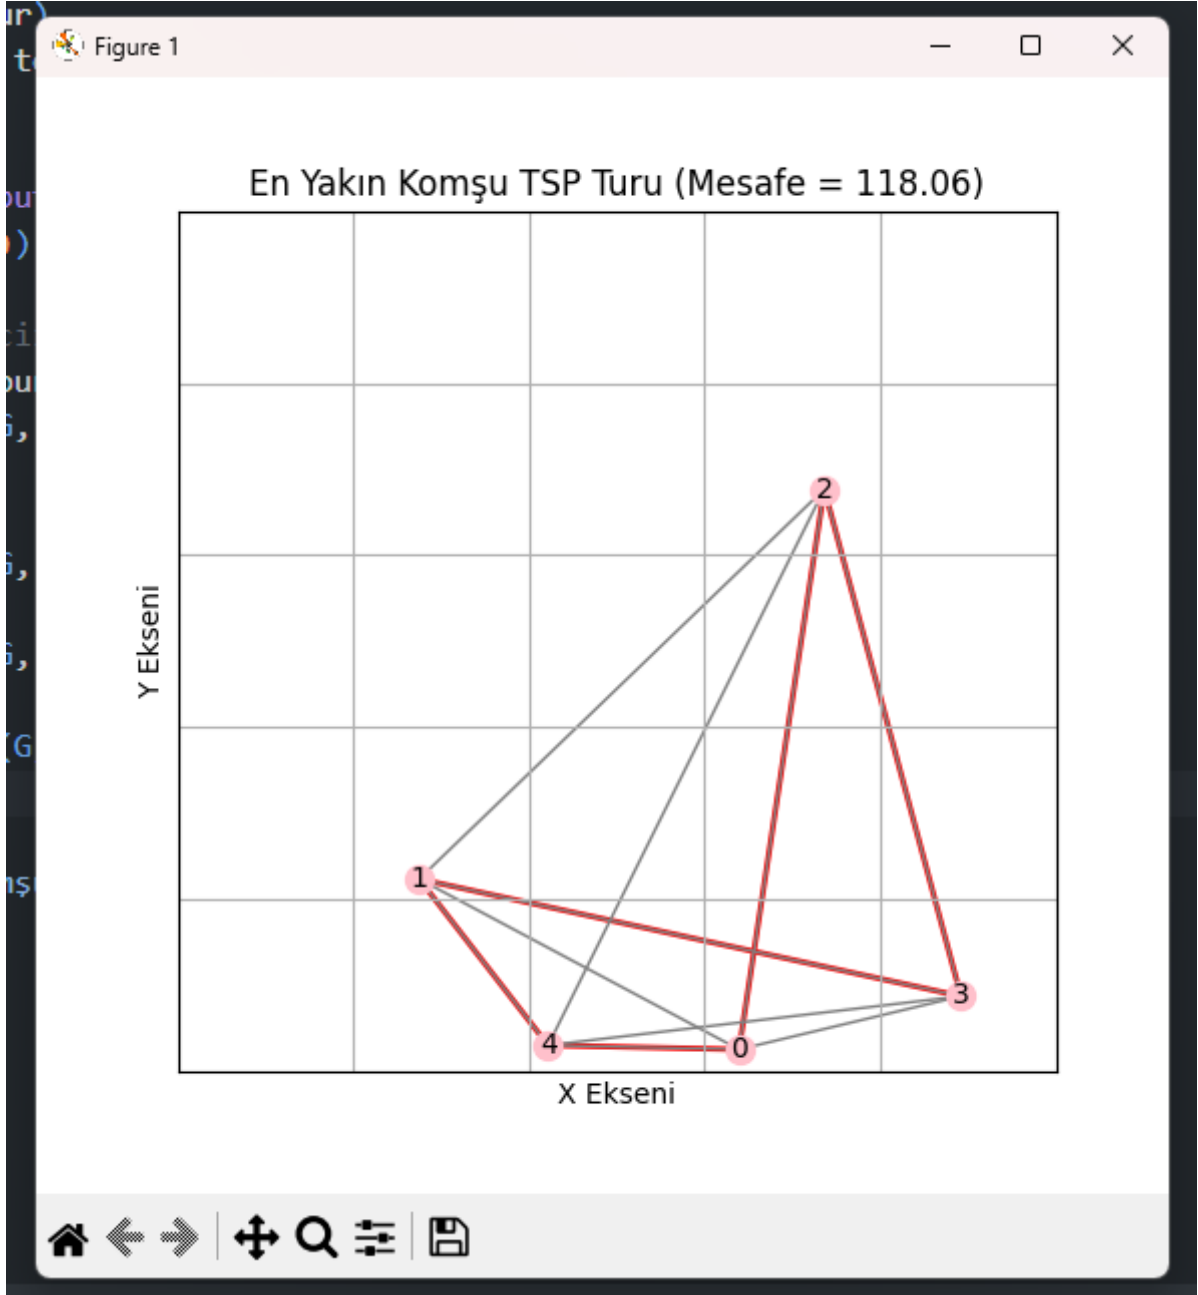 Figure 1
En Yakın Komşu TSP Turu (Mesafe = 118.06)
2
1
3
4
0
Y Ekseni
X Ekseni